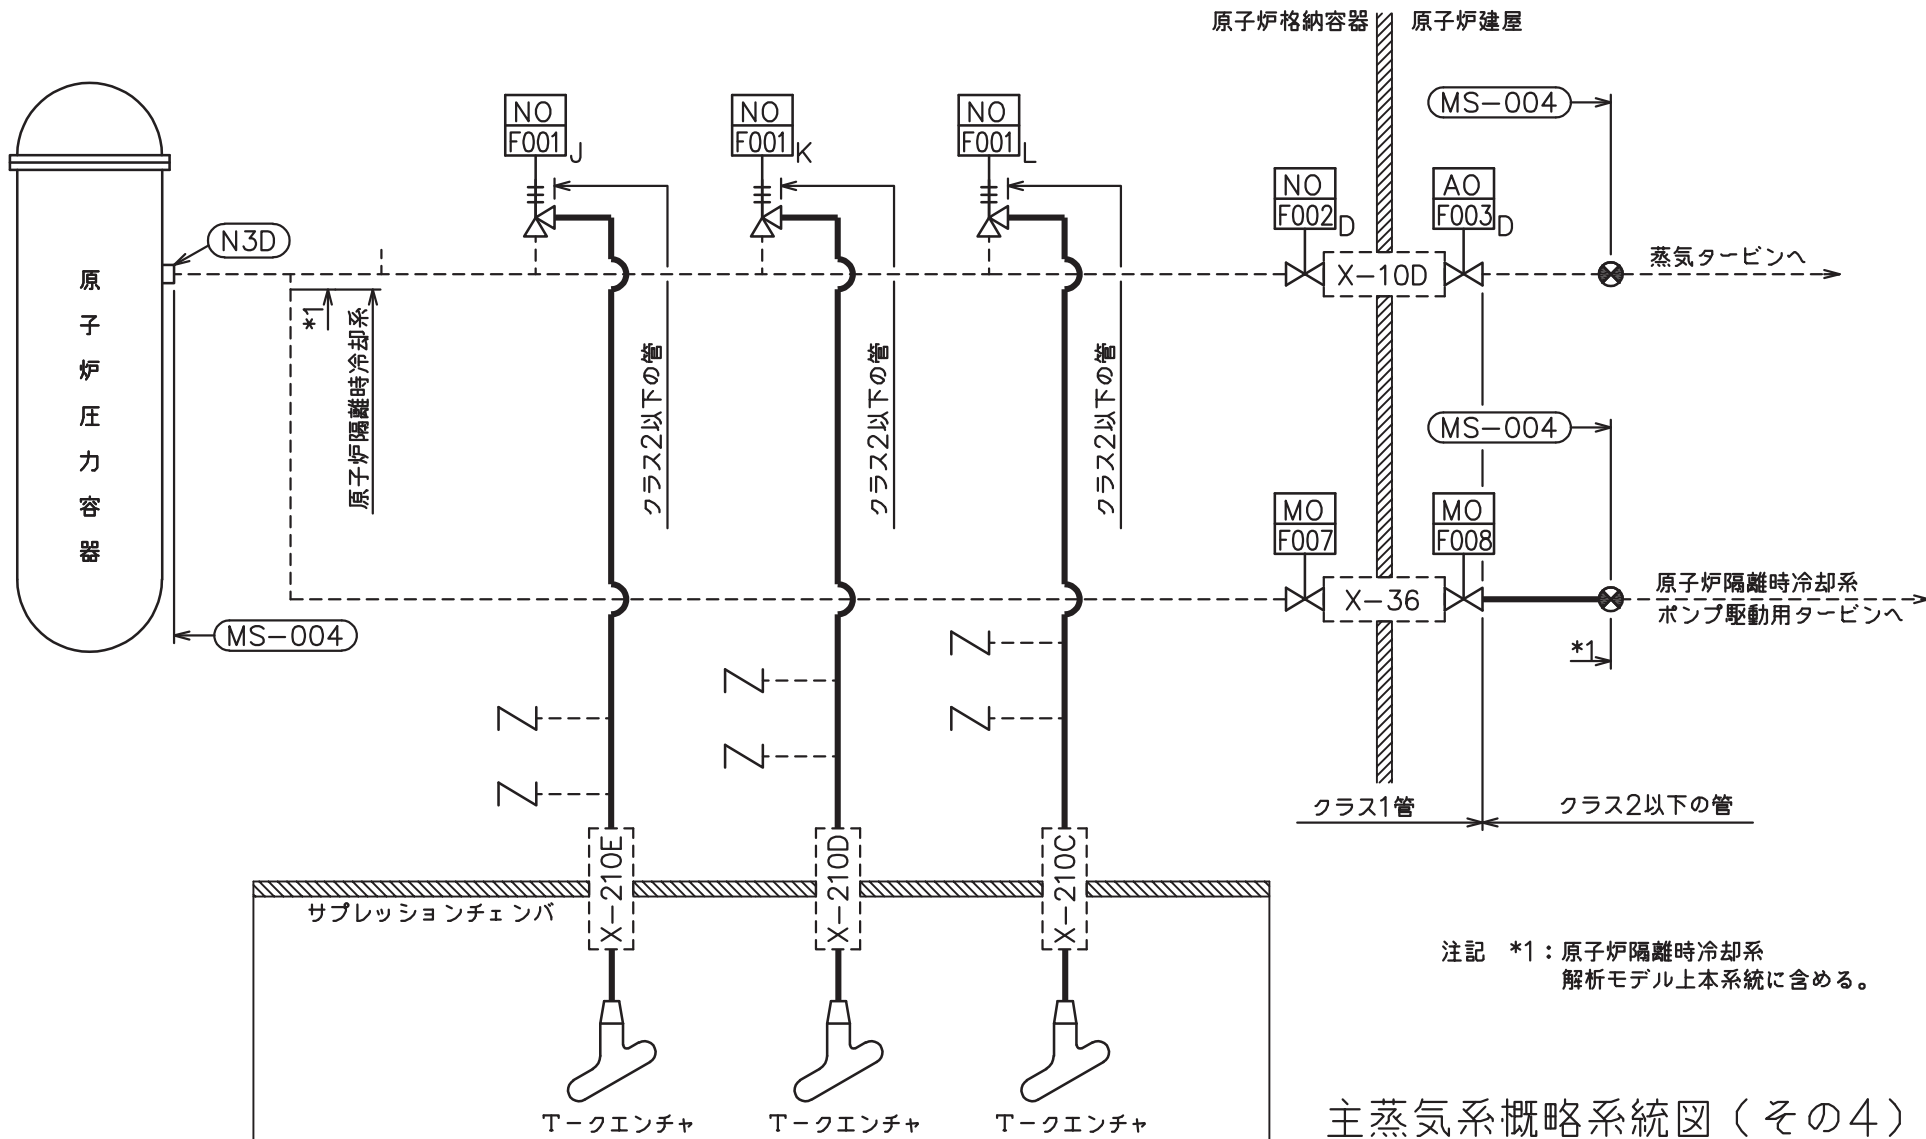 原子炉格納容器
原子炉建屋
NO
F001 J
NO
F001 K
NO
F001 L
MS-004
NO
F002 D
AO
F003 D
N3D
X-10D
蒸気タービンへ
原子炉圧力容器
*1
原子炉隔離時冷却系
クラス2以下の管
クラス2以下の管
クラス2以下の管
MS-004
MO
F007
MO
F008
X-36
原子炉隔離時冷却系
ポンプ駆動用タービンへ
MS-004
*1
クラス1管
クラス2以下の管
X-210E
X-210D
X-210C
サプレッションチェンバ
注記 *1:原子炉隔離時冷却系
解析モデル上本系統に含める。
T-クエンチャ
T-クエンチャ
T-クエンチャ
主蒸気系概略系統図(その4)